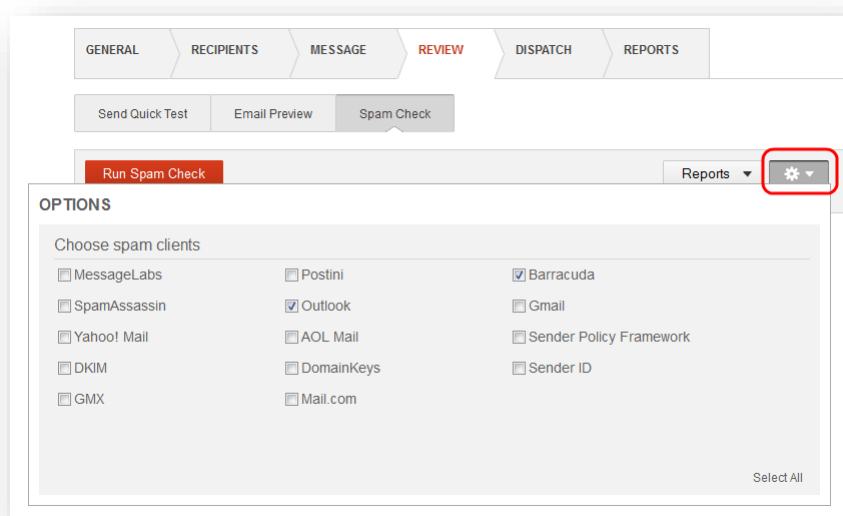 GENERAL RECIPIENTS MESSAGE REVIEW DISPATCH REPORTS
Send Quick Test Email Preview Spam Check
Run Spam Check Reports
OPTIONS
Choose spam clients
MessageLabs Postini Barracuda
SpamAssassin Outlook Gmail
Yahoo! Mail AOL Mail Sender Policy Framework
DKIM DomainKeys Sender ID
GMX Mail.com
Select All